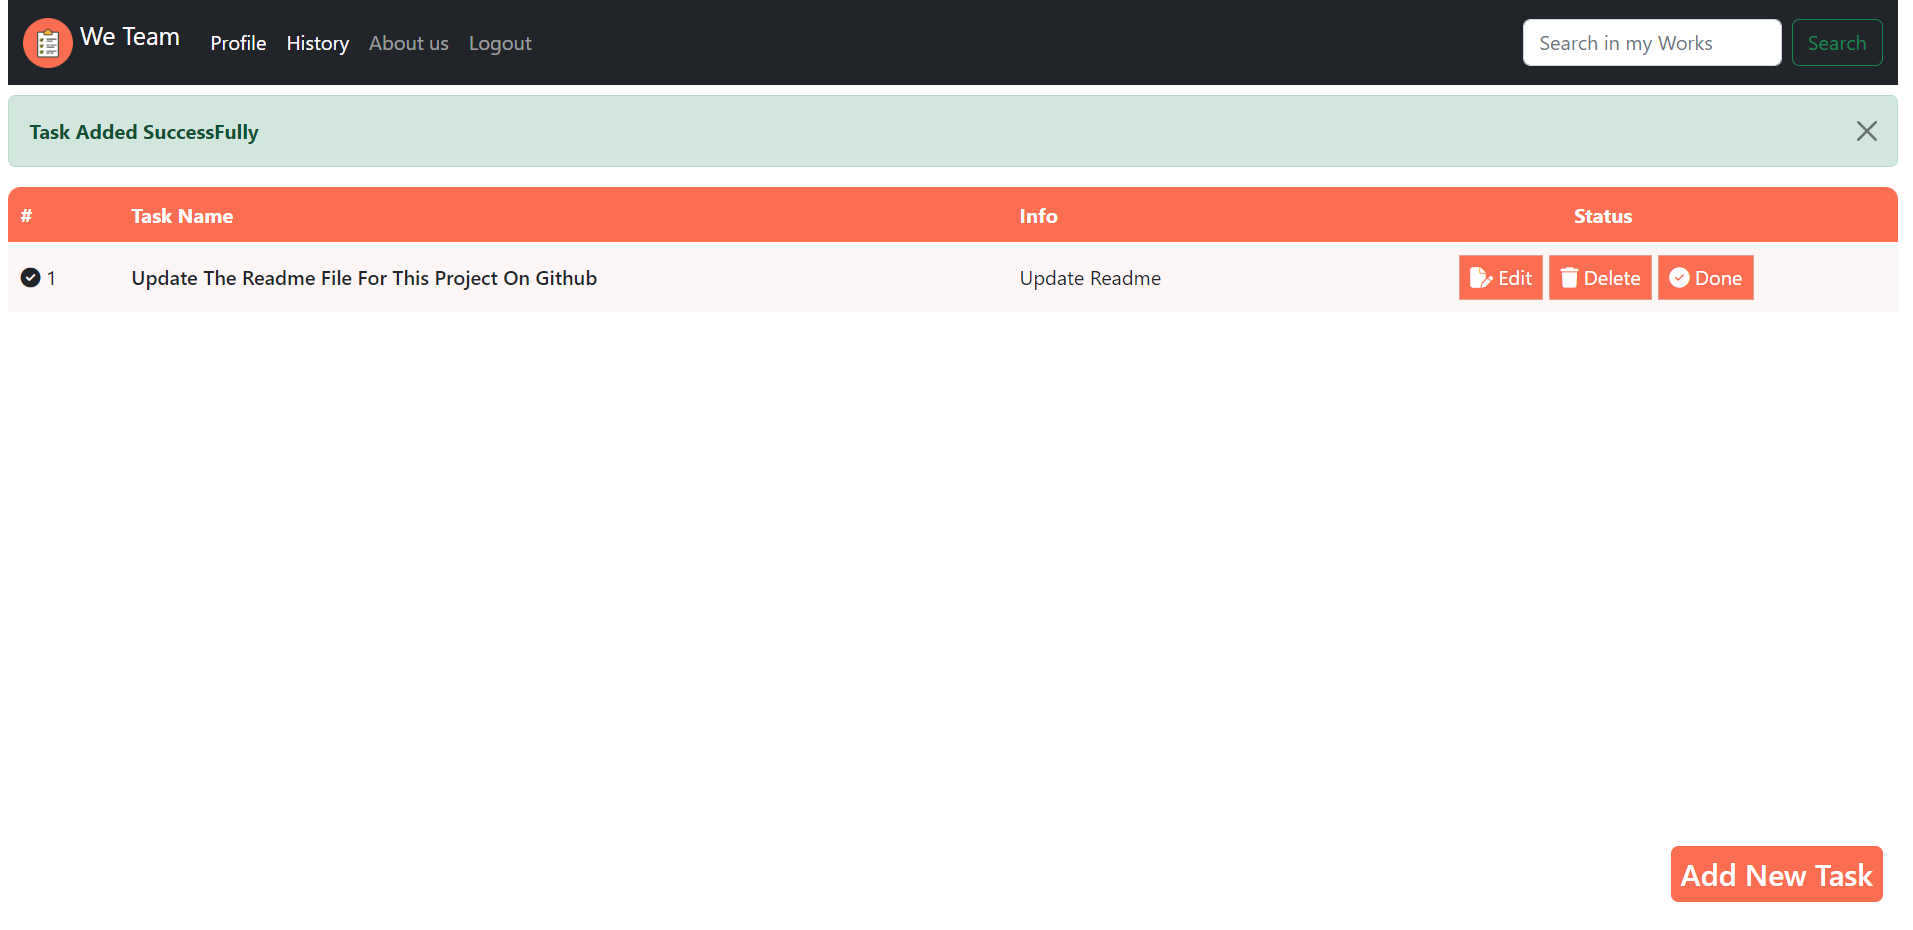 We Team Profile History About us Logout Search in my Works Search
Task Added SuccessFully
# Task Name Info Status
1 Update The Readme File For This Project On Github Update Readme Edit Delete Done
Add New Task